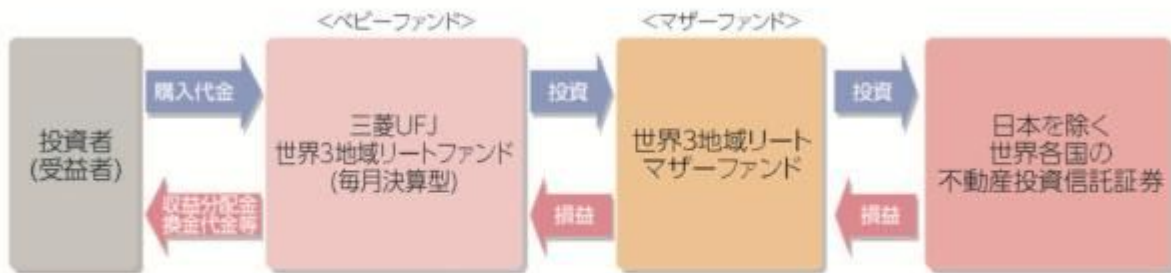 <ベビーファンド>
<マザーファンド>
投資者
(受益者)
購入代金
収益分配金
換金代金等
三菱UFJ
世界3地域リートファンド
(毎月決算型)
投資
損益
世界3地域リート
マザーファンド
投資
損益
日本を除く
世界各国の
不動産投資信託証券